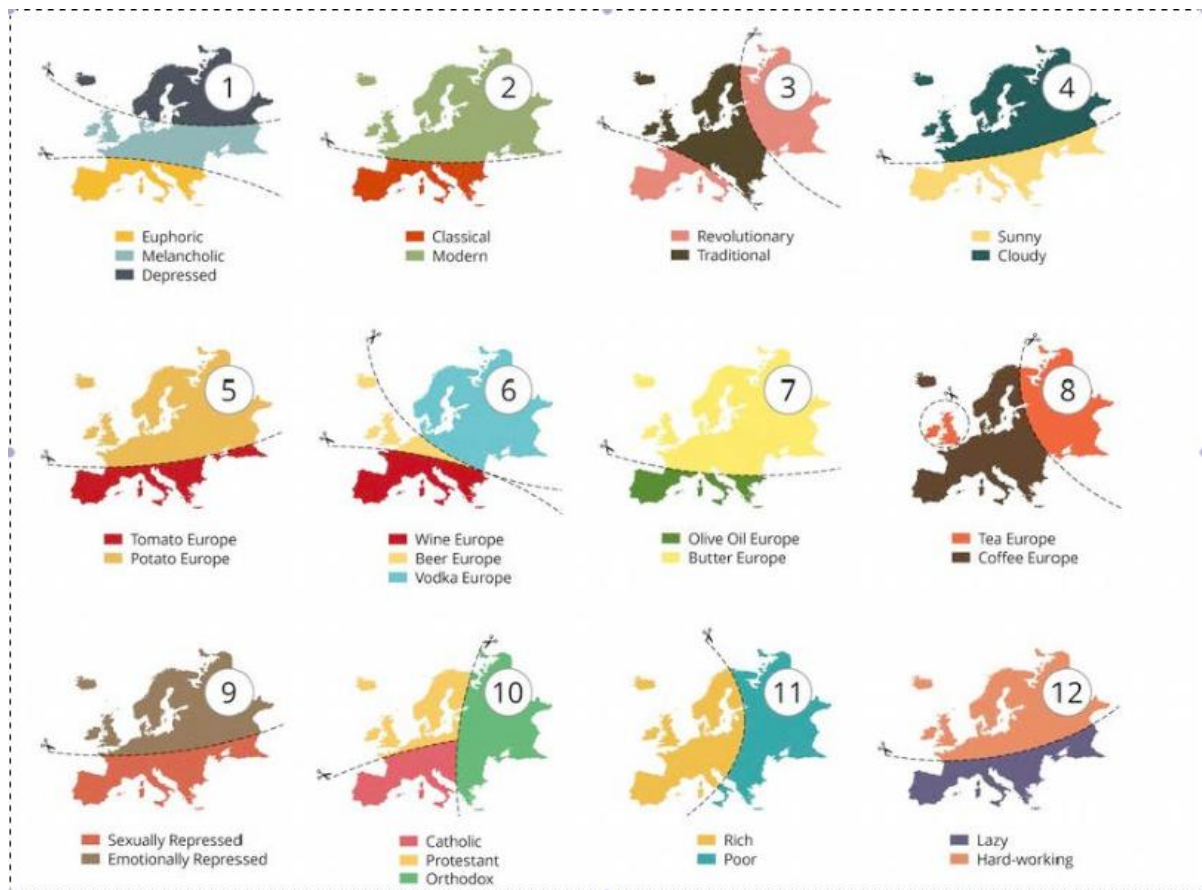 1
2
3
4
Euphoric
Melancholic
Depressed
Classical
Modern
Revolutionary
Traditional
Sunny
Cloudy
5
6
7
8
Tomato Europe
Potato Europe
Wine Europe
Beer Europe
Vodka Europe
Olive Oil Europe
Butter Europe
Tea Europe
Coffee Europe
9
10
11
12
Sexually Repressed
Emotionally Repressed
Catholic
Protestant
Orthodox
Rich
Poor
Lazy
Hard-working